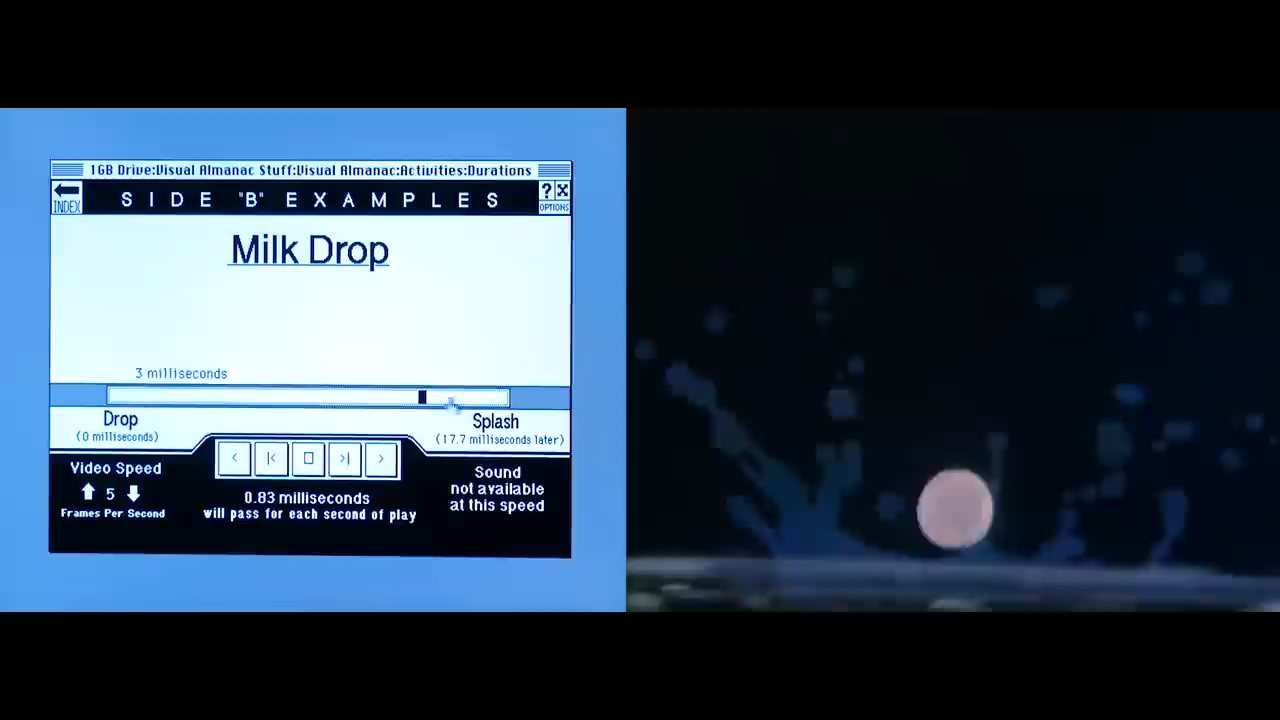 1GB Drive:Visual Almanac Stuff:Visual Almanac:Activities:Durations
INDEX
SIDE "B" EXAMPLES
? X
OPTIONS
Milk Drop
3 milliseconds
Drop
(0 milliseconds)
Splash
(17.7 milliseconds later)
Video Speed
5
Frames Per Second
< |< >| >
0.83 milliseconds
will pass for each second of play
Sound
not available
at this speed